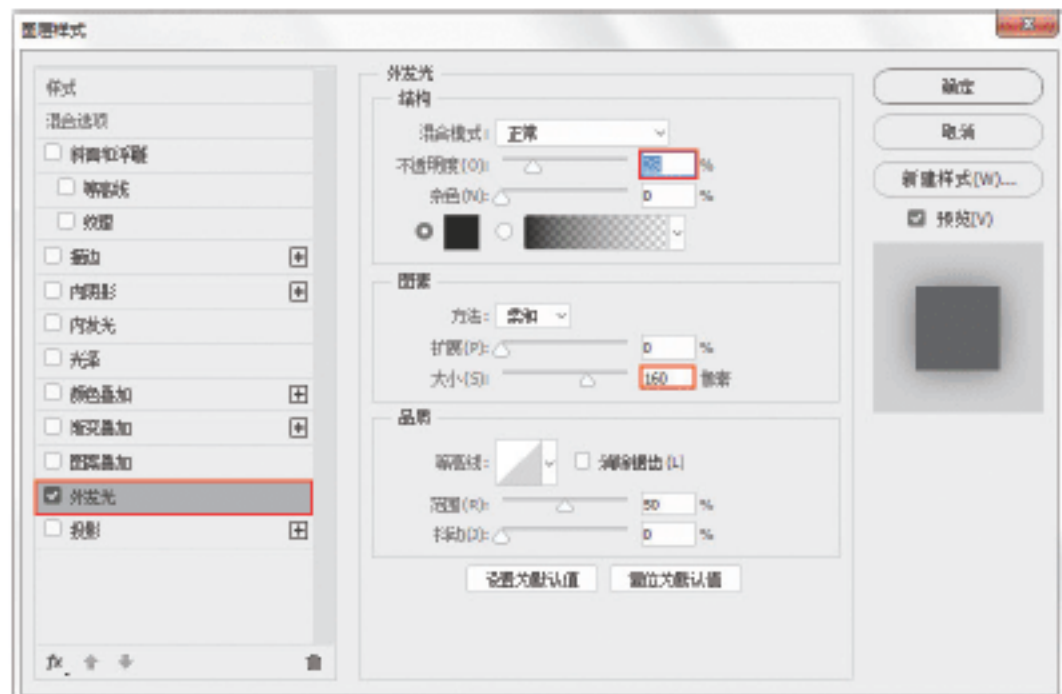 图层样式
样式
混合选项
斜面和浮雕
等高线
纹理
描边
内阴影
内发光
光泽
颜色叠加
渐变叠加
图案叠加
外发光
投影
fx
外发光
结构
混合模式: 正常
不透明度(O): %
杂色(N): 0 %
图素
方法: 柔和
扩展(P): 0 %
大小(S): 160 像素
品质
等高线: 消除锯齿(L)
范围(R): 50 %
抖动(J): 0 %
设置为默认值 复位为默认值
确定
取消
新建样式(W)...
预览(V)